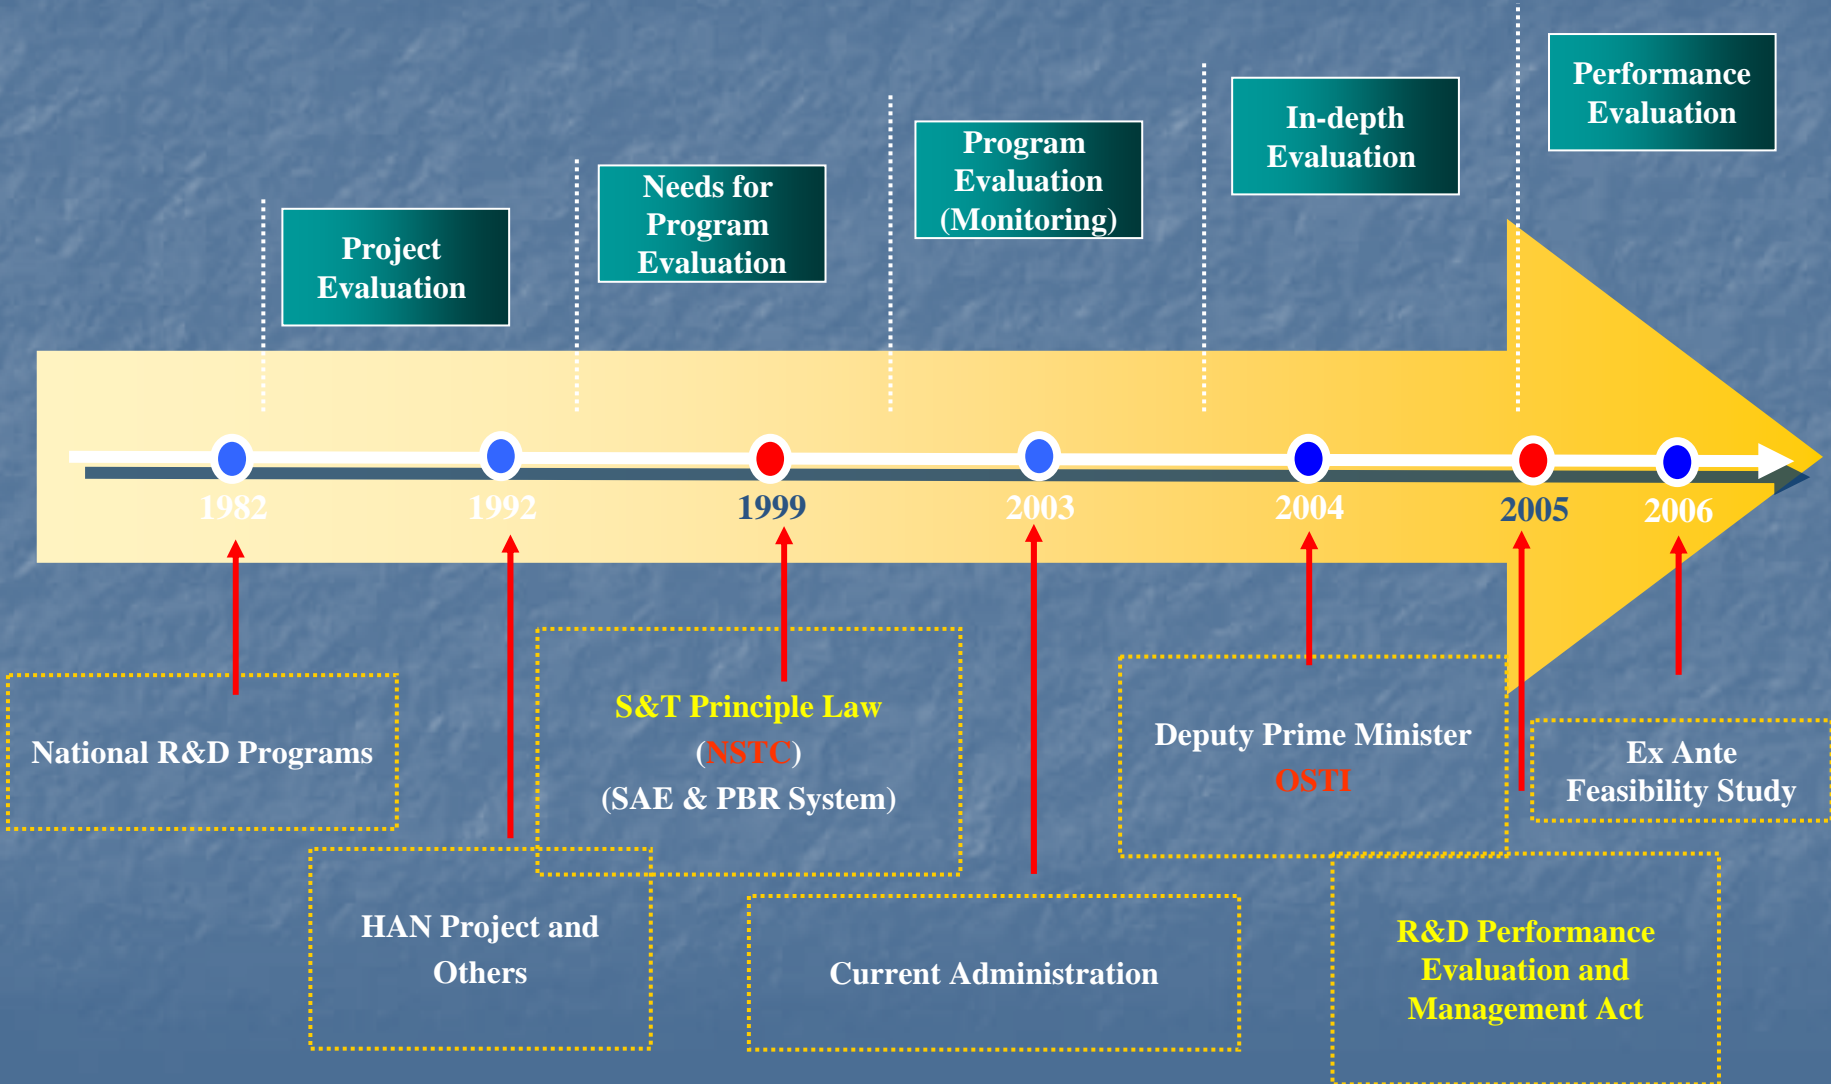 Performance
Evaluation
In-depth
Evaluation
Program
Evaluation
(Monitoring)
Needs for
Program
Evaluation
Project
Evaluation
1982
1992
1999
2003
2004
2005
2006
National R&D Programs
HAN Project and
Others
S&T Principle Law
(NSTC)
(SAE & PBR System)
Current Administration
Deputy Prime Minister
OSTI
R&D Performance
Evaluation and
Management Act
Ex Ante
Feasibility Study